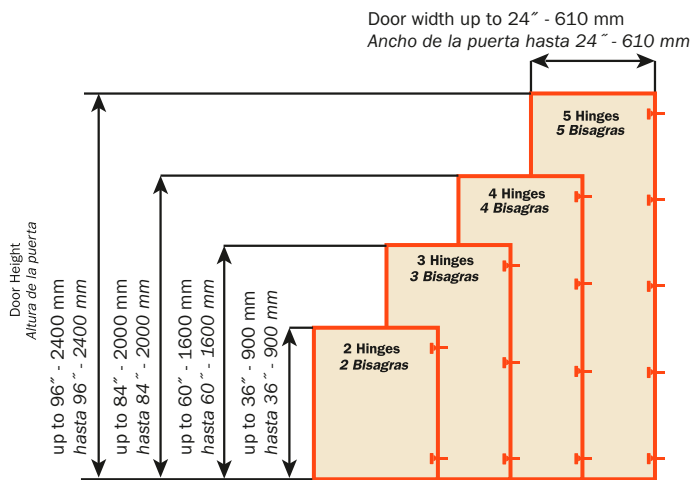 Door width up to 24″ - 610 mm
Ancho de la puerta hasta 24˝ - 610 mm
5 Hinges
5 Bisagras
4 Hinges
4 Bisagras
3 Hinges
3 Bisagras
2 Hinges
2 Bisagras
Door Height
Altura de la puerta
up to 96″ - 2400 mm
hasta 96˝ - 2400 mm
up to 84″ - 2000 mm
hasta 84˝ - 2000 mm
up to 60″ - 1600 mm
hasta 60˝ - 1600 mm
up to 36″ - 900 mm
hasta 36˝ - 900 mm